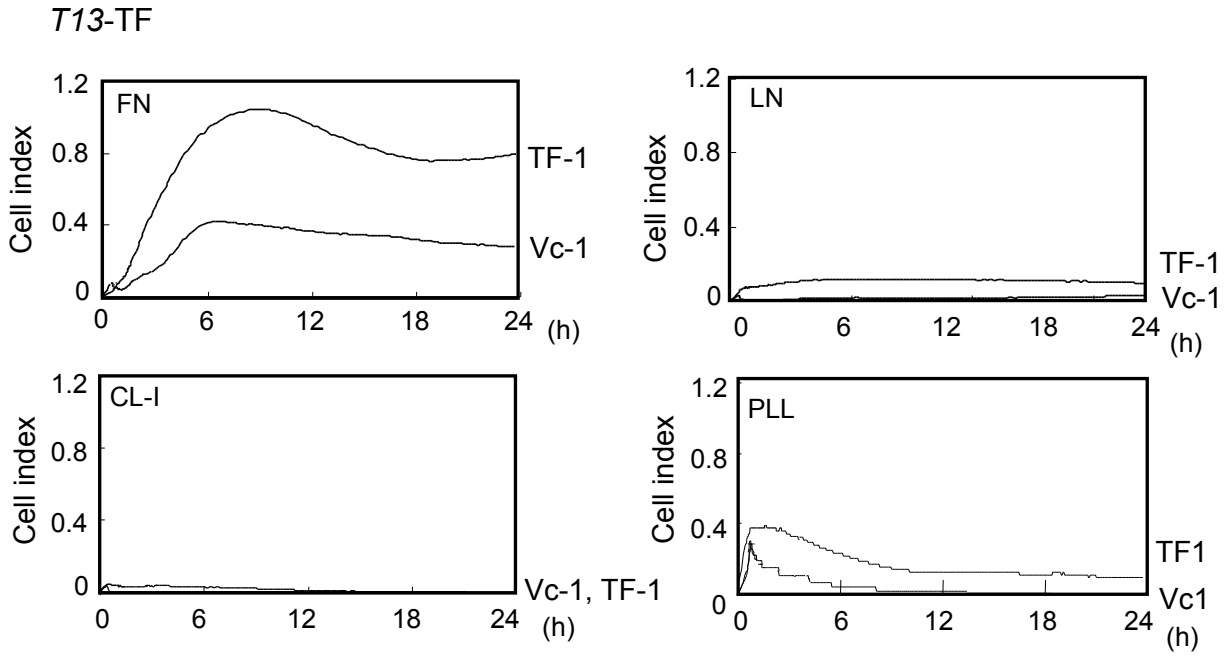 T13-TF
FN
Cell index
1.2
0.8
0.4
0
0 6 12 18 24 (h)
TF-1
Vc-1
LN
Cell index
1.2
0.8
0.4
0
0 6 12 18 24
(h)
TF-1
Vc-1
CL-I
Cell index
1.2
0.8
0.4
0
0 6 12 18 24
(h)
Vc-1, TF-1
PLL
Cell index
1.2
0.8
0.4
0
0 6 12 18 24
(h)
TF1
Vc1